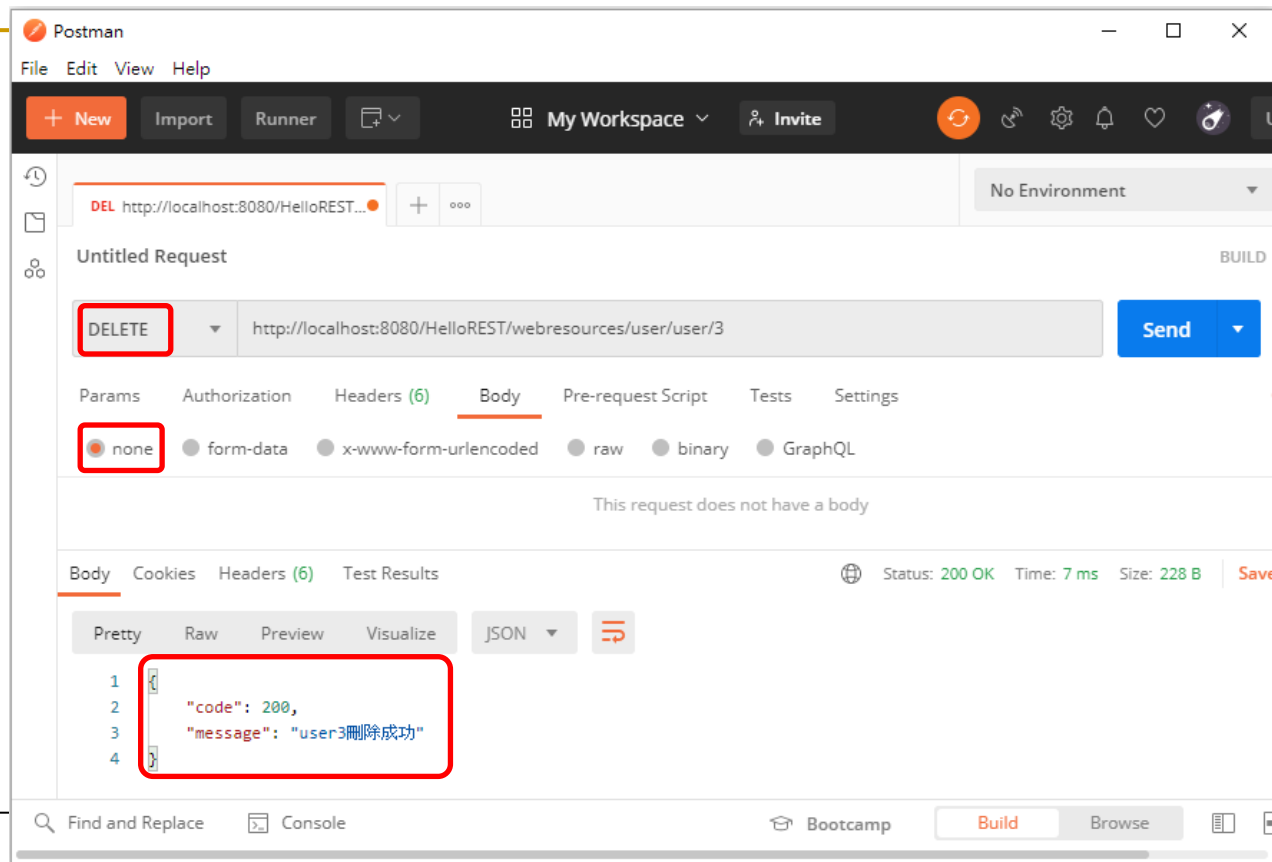 Postman
File Edit View Help
+ New Import Runner My Workspace Invite
DEL http://localhost:8080/HelloREST... No Environment
Untitled Request BUILD
DELETE http://localhost:8080/HelloREST/webresources/user/user/3 Send
Params Authorization Headers (6) Body Pre-request Script Tests Settings
none form-data x-www-form-urlencoded raw binary GraphQL
This request does not have a body
Body Cookies Headers (6) Test Results Status: 200 OK Time: 7 ms Size: 228 B Save
Pretty Raw Preview Visualize JSON
1 {
2 "code": 200,
3 "message": "user3刪除成功"
4 }
Find and Replace Console Bootcamp Build Browse